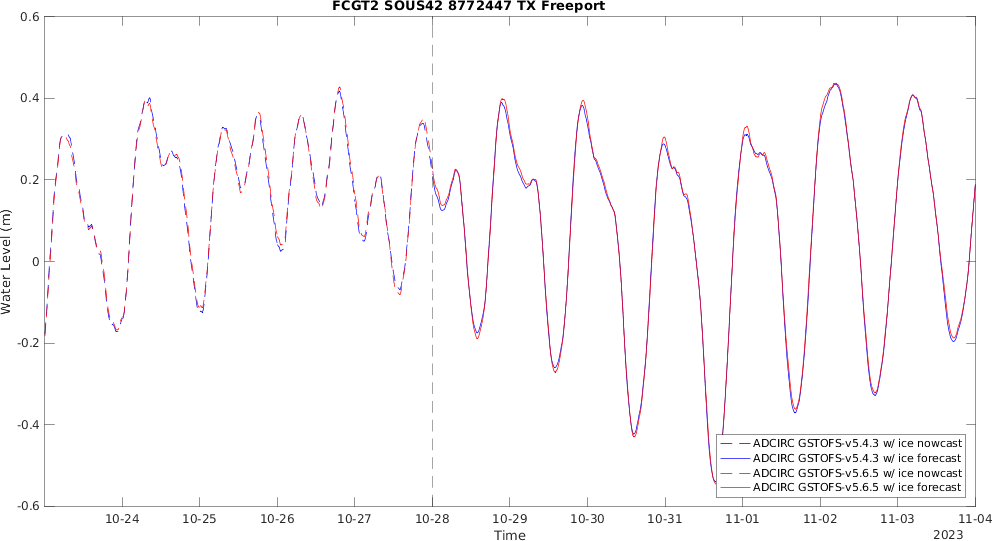 FCGT2 SOUS42 8772447 TX Freeport
0.6
0.4
0.2
0
-0.2
-0.4
-0.6
Water Level (m)
ADCIRC GSTOFS-v5.4.3 w/ ice nowcast
ADCIRC GSTOFS-v5.4.3 w/ ice forecast
ADCIRC GSTOFS-v5.6.5 w/ ice nowcast
ADCIRC GSTOFS-v5.6.5 w/ ice forecast
10-24 10-25 10-26 10-27 10-28 10-29 10-30 10-31 11-01 11-02 11-03 11-04
Time
2023